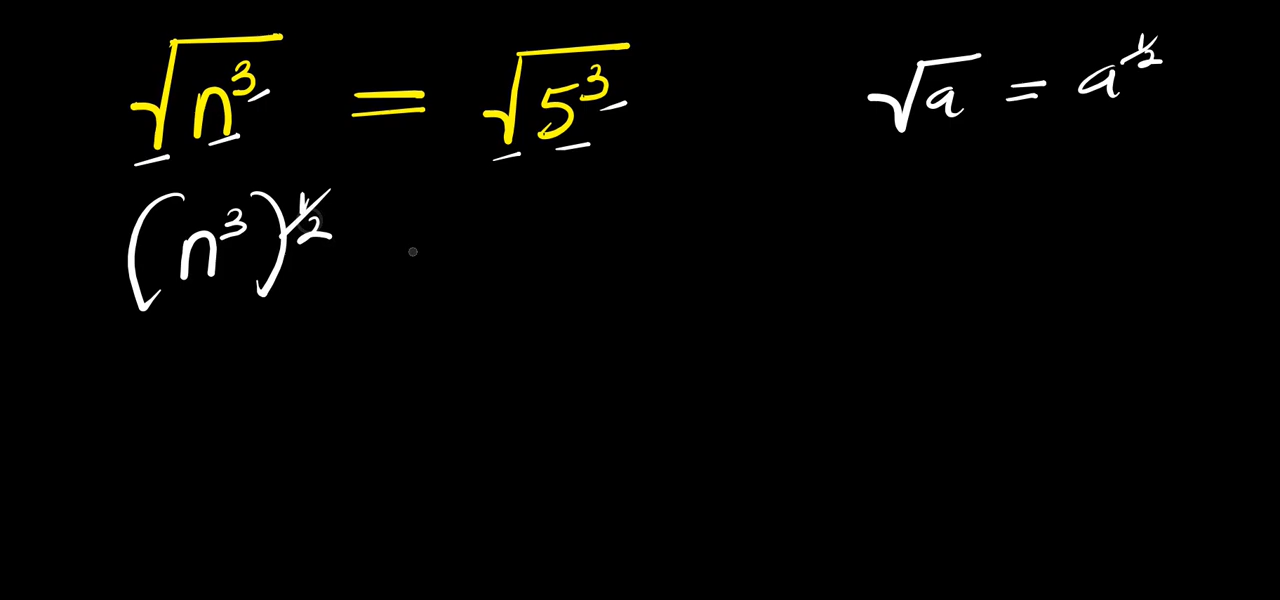 √n³ = √5³
√a = a^½
(n³)^½